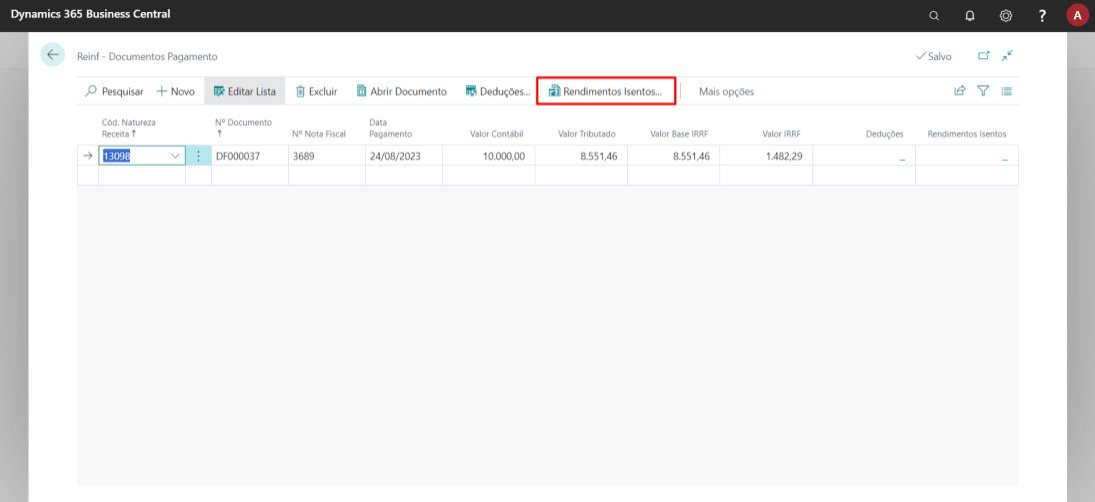 Dynamics 365 Business Central
?
A
Reinf - Documentos Pagamento
Salvo
Pesquisar
Novo
Editar Lista
Excluir
Abrir Documento
Deduções...
Rendimentos Isentos...
Mais opções
Cód. Natureza
Receita ↑
Nº Documento
↑
Nº Nota Fiscal
Data
Pagamento
Valor Contábil
Valor Tributado
Valor Base IRRF
Valor IRRF
Deduções
Rendimentos Isentos
13098
DF000037
3689
24/08/2023
10.000,00
8.551,46
8.551,46
1.482,29
_
_